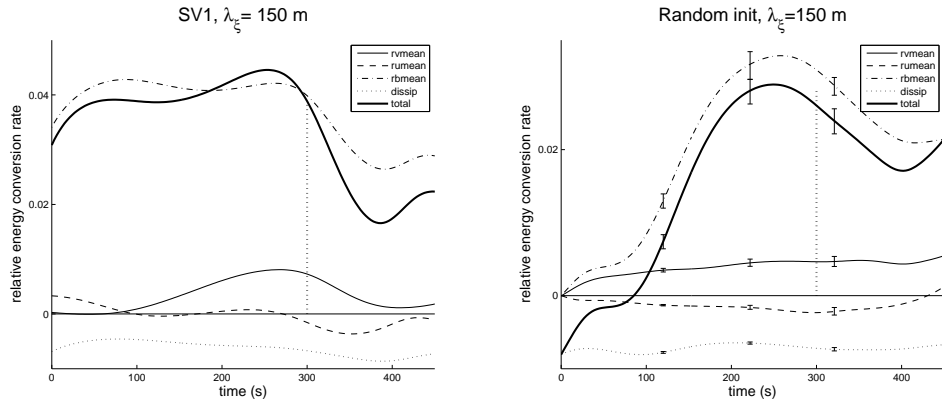 SV1, λξ= 150 m
relative energy conversion rate
0.04
0.02
0
rvmean
rumean
rbmean
dissip
total
0 100 200 300 400
time (s)
Random init, λξ=150 m
relative energy conversion rate
0.02
0
rvmean
rumean
rbmean
dissip
total
0 100 200 300 400
time (s)